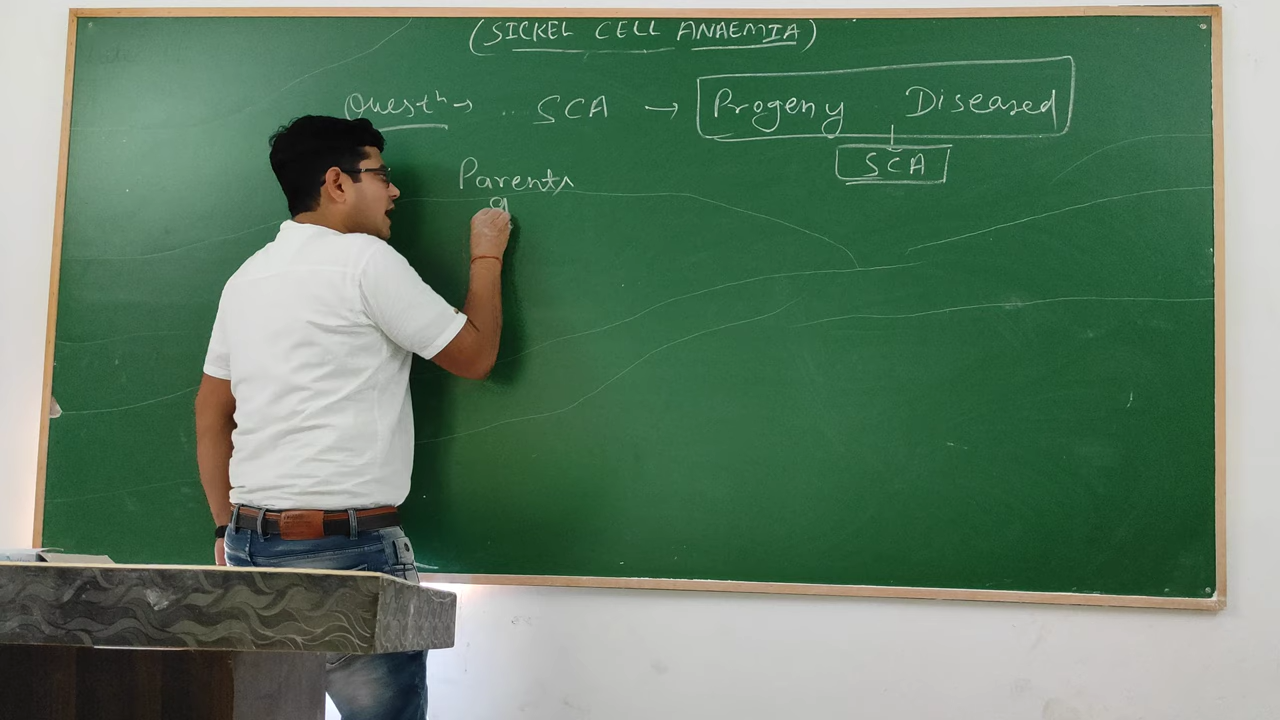 (SICKEL CELL ANAEMIA)
Questⁿ → .. SCA → Progeny Diseased
SCA
Parents